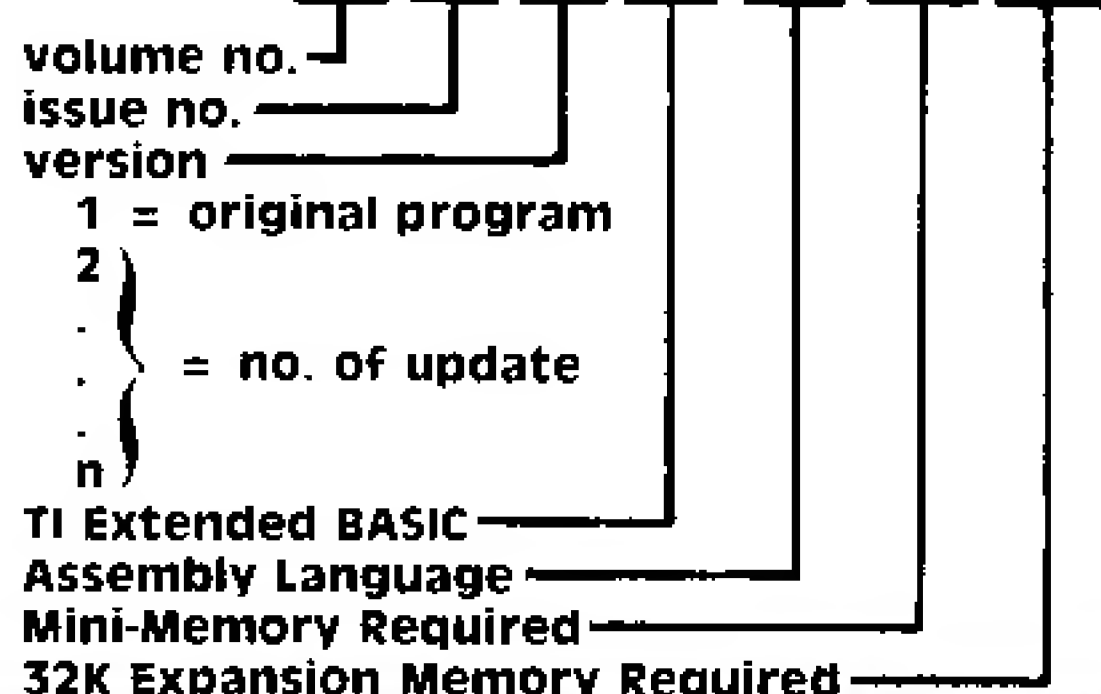 volume no.
issue no.
version
1 = original program
2
.
. = no. of update
.
n
TI Extended BASIC
Assembly Language
Mini-Memory Required
32K Expansion Memory Required